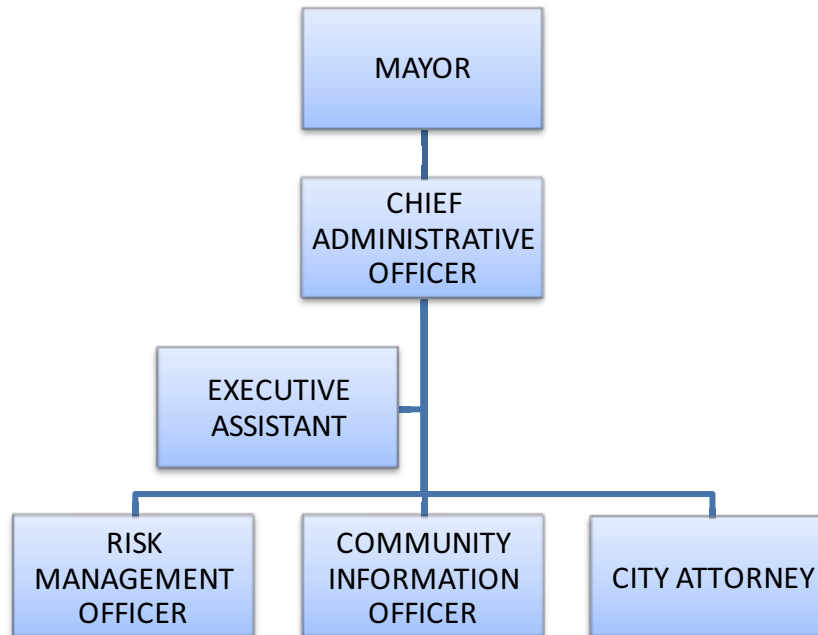 MAYOR
CHIEF
ADMINISTRATIVE
OFFICER
EXECUTIVE
ASSISTANT
RISK
MANAGEMENT
OFFICER
COMMUNITY
INFORMATION
OFFICER
CITY ATTORNEY